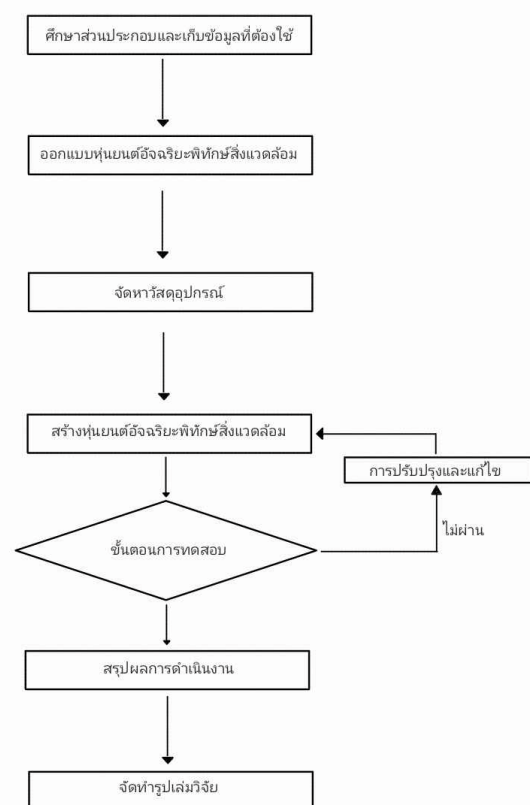 ศึกษาส่วนประกอบและเก็บข้อมูลที่ต้องใช้
ออกแบบหุ่นยนต์อัจฉริยะพิทักษ์สิ่งแวดล้อม
จัดหาวัสดุอุปกรณ์
สร้างหุ่นยนต์อัจฉริยะพิทักษ์สิ่งแวดล้อม
การปรับปรุงและแก้ไข
ไม่ผ่าน
ขั้นตอนการทดสอบ
สรุปผลการดำเนินงาน
จัดทำรูปเล่มวิจัย